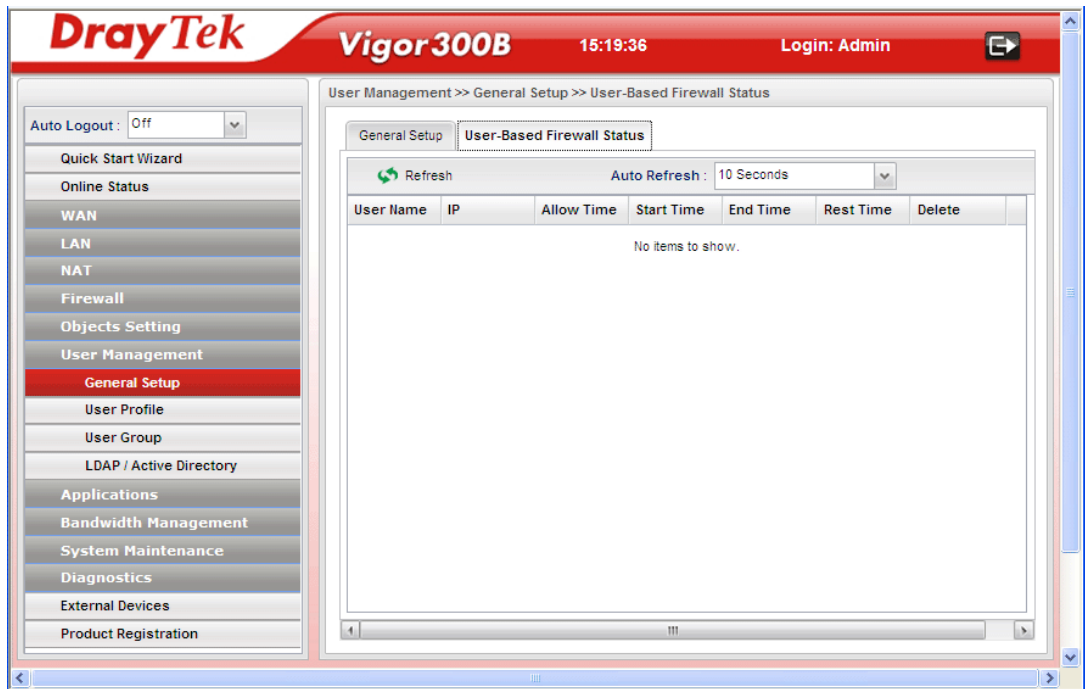 DrayTek
Vigor300B 15:19:36 Login: Admin
User Management >> General Setup >> User-Based Firewall Status
Auto Logout : Off
Quick Start Wizard
Online Status
WAN
LAN
NAT
Firewall
Objects Setting
User Management
General Setup
User Profile
User Group
LDAP / Active Directory
Applications
Bandwidth Management
System Maintenance
Diagnostics
External Devices
Product Registration
General Setup User-Based Firewall Status
Refresh Auto Refresh : 10 Seconds
User Name IP Allow Time Start Time End Time Rest Time Delete
No items to show.